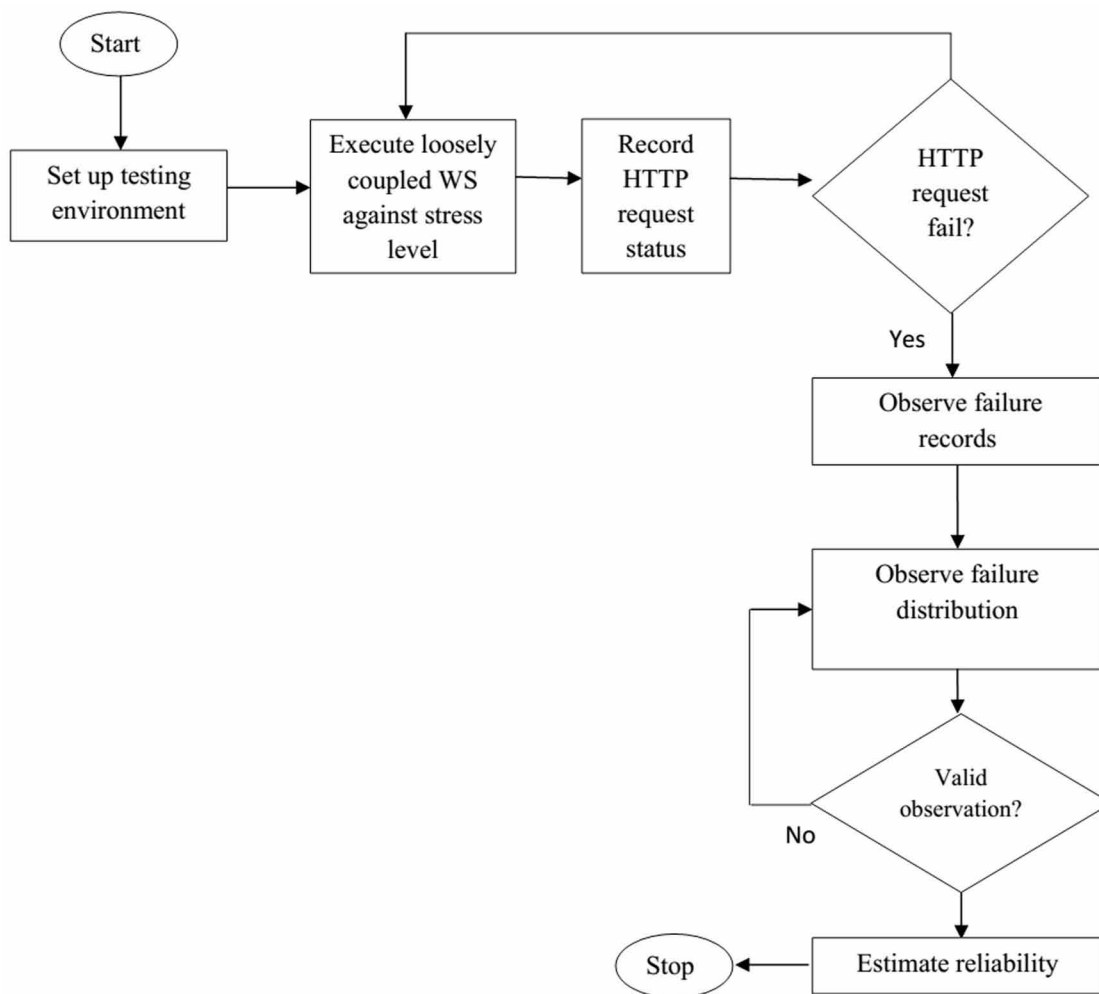 Start
Set up testing
environment
Execute loosely
coupled WS
against stress
level
Record
HTTP
request
status
HTTP
request
fail?
Yes
Observe failure
records
Observe failure
distribution
Valid
observation?
No
Estimate reliability
Stop